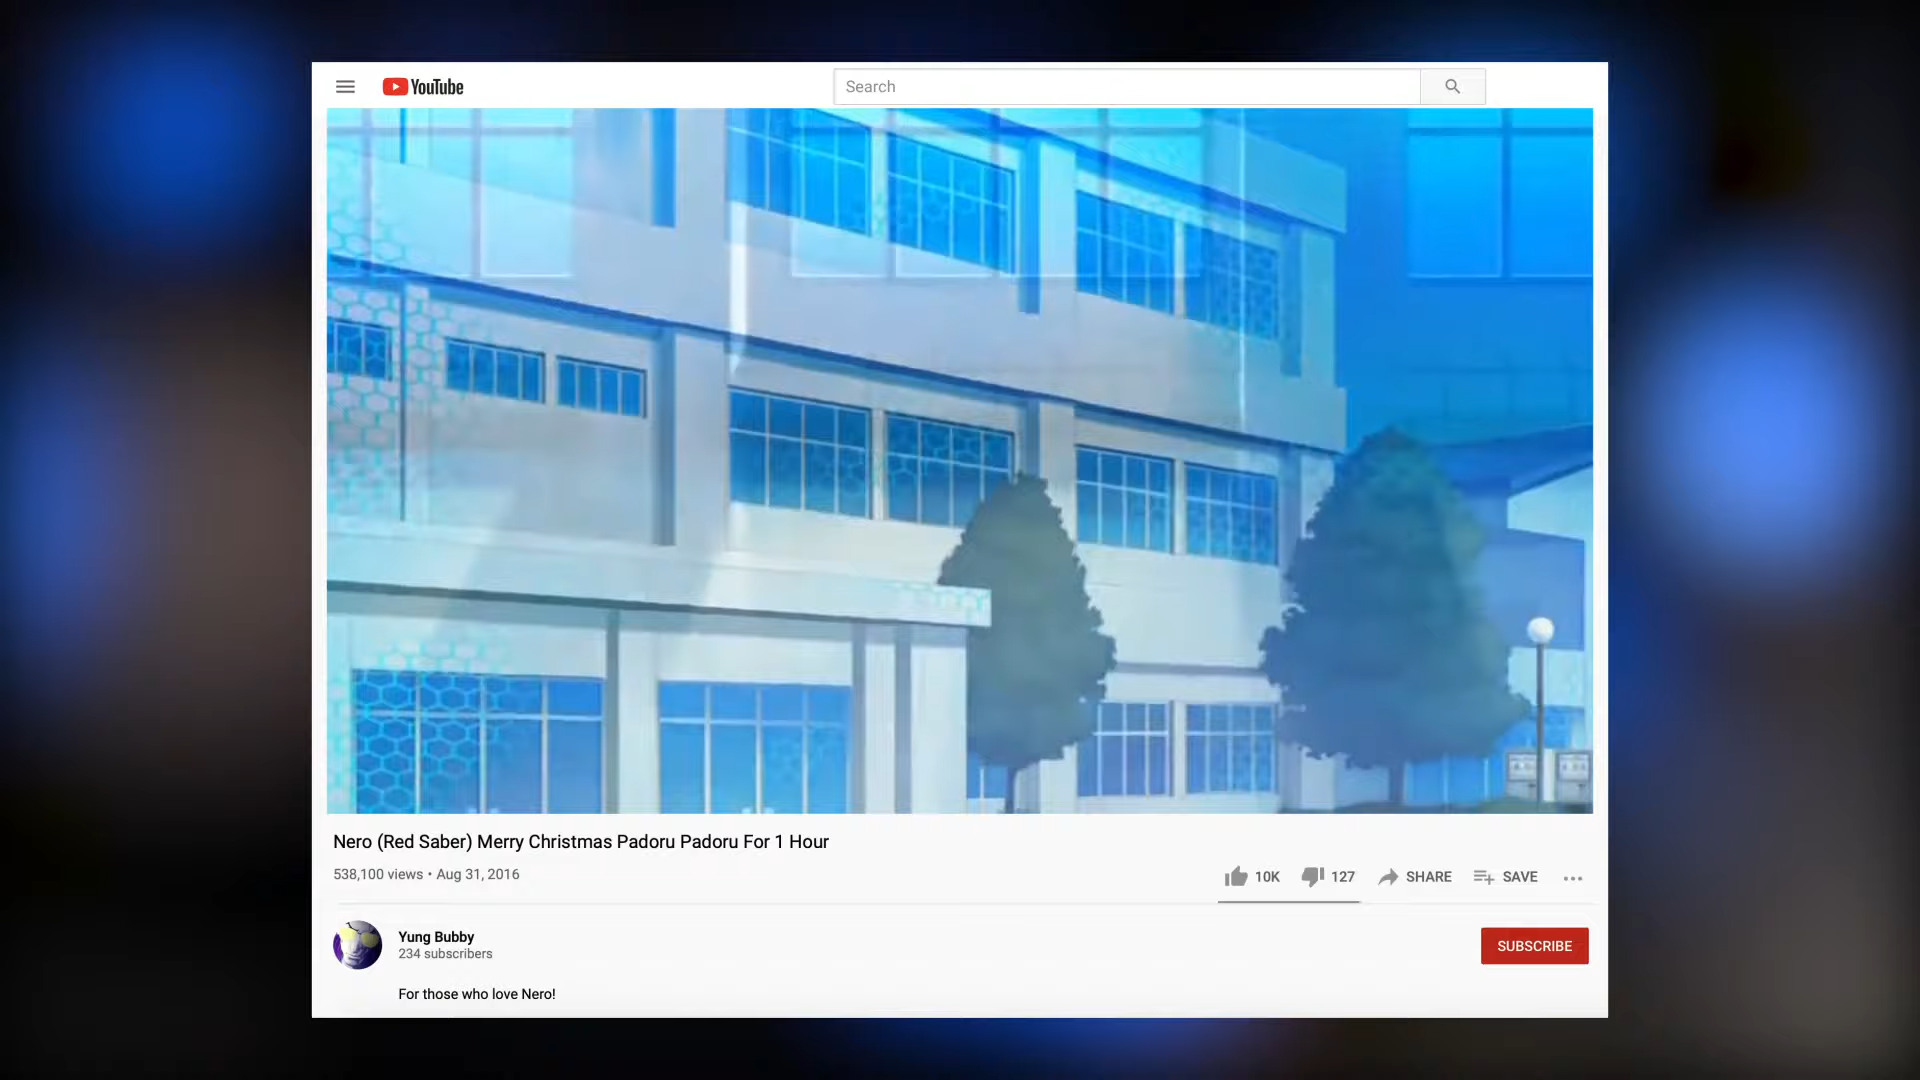 YouTube
Search
Nero (Red Saber) Merry Christmas Padoru Padoru For 1 Hour
538,100 views • Aug 31, 2016
10K 127 SHARE SAVE
Yung Bubby
234 subscribers
SUBSCRIBE
For those who love Nero!